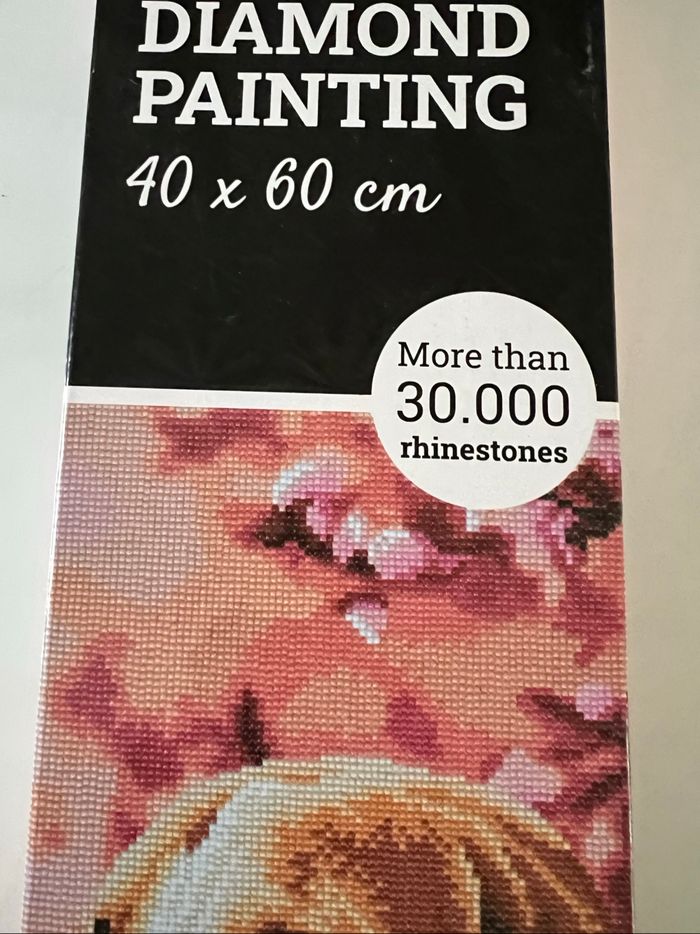 DIAMOND
PAINTING
40 x 60 cm
More than
30.000
rhinestones